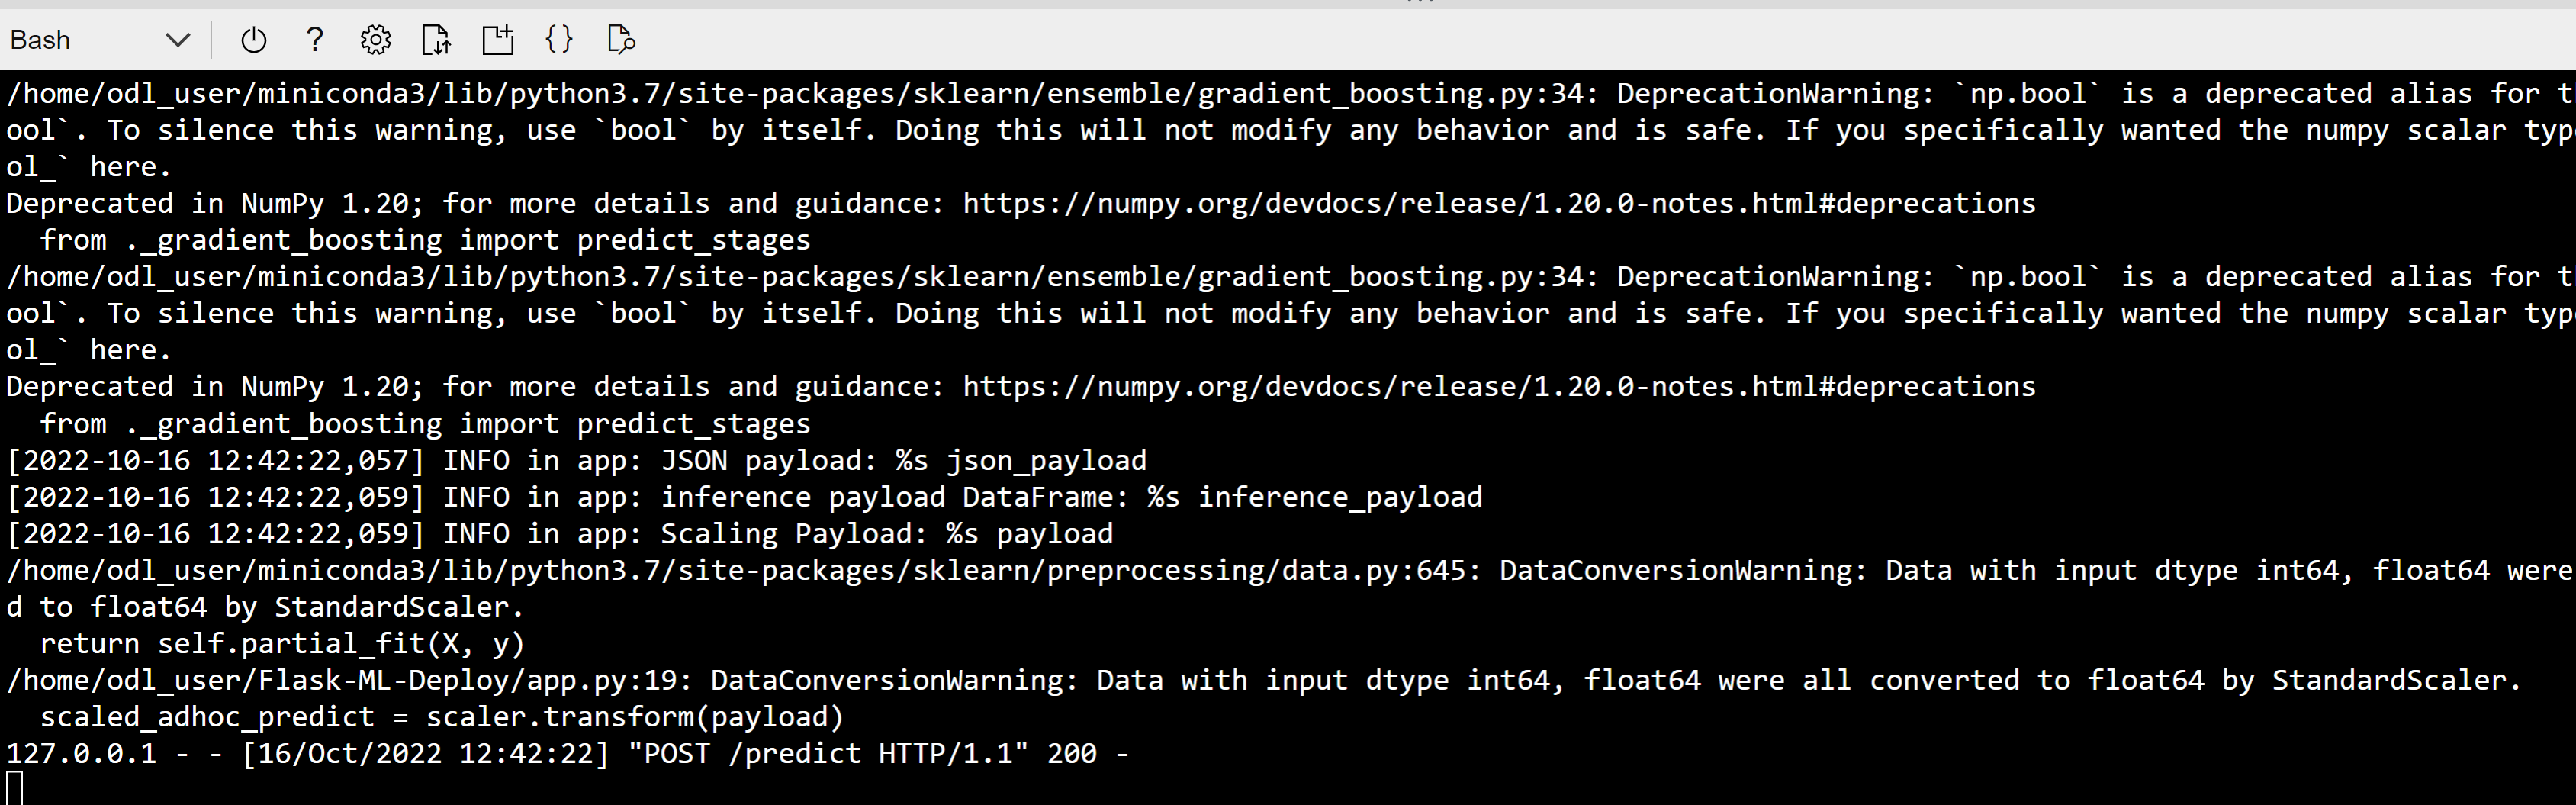 Bash
/home/odl_user/miniconda3/lib/python3.7/site-packages/sklearn/ensemble/gradient_boosting.py:34: DeprecationWarning: `np.bool` is a deprecated alias for
ool`. To silence this warning, use `bool` by itself. Doing this will not modify any behavior and is safe. If you specifically wanted the numpy scalar
ol_` here.
Deprecated in NumPy 1.20; for more details and guidance: https://numpy.org/devdocs/release/1.20.0-notes.html#deprecations
  from ._gradient_boosting import predict_stages
/home/odl_user/miniconda3/lib/python3.7/site-packages/sklearn/ensemble/gradient_boosting.py:34: DeprecationWarning: `np.bool` is a deprecated alias for
ool`. To silence this warning, use `bool` by itself. Doing this will not modify any behavior and is safe. If you specifically wanted the numpy scalar
ol_` here.
Deprecated in NumPy 1.20; for more details and guidance: https://numpy.org/devdocs/release/1.20.0-notes.html#deprecations
  from ._gradient_boosting import predict_stages
[2022-10-16 12:42:22,057] INFO in app: JSON payload: %s json_payload
[2022-10-16 12:42:22,059] INFO in app: inference payload DataFrame: %s inference_payload
[2022-10-16 12:42:22,059] INFO in app: Scaling Payload: %s payload
/home/odl_user/miniconda3/lib/python3.7/site-packages/sklearn/preprocessing/data.py:645: DataConversionWarning: Data with input dtype int64, float64 were
d to float64 by StandardScaler.
  return self.partial_fit(X, y)
/home/odl_user/Flask-ML-Deploy/app.py:19: DataConversionWarning: Data with input dtype int64, float64 were all converted to float64 by StandardScaler.
  scaled_adhoc_predict = scaler.transform(payload)
127.0.0.1 - - [16/Oct/2022 12:42:22] "POST /predict HTTP/1.1" 200 -